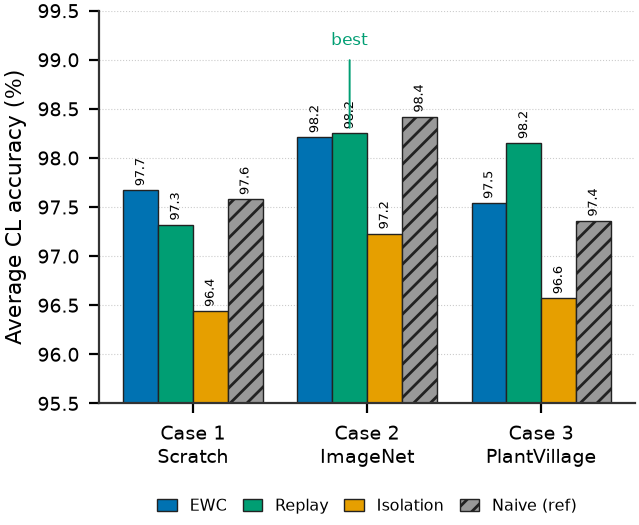 Average CL accuracy (%)
99.5
99.0
98.5
98.0
97.5
97.0
96.5
96.0
95.5
best
97.7
97.3
96.4
97.6
98.2
98.2
97.2
98.4
97.5
98.2
96.6
97.4
Case 1
Scratch
Case 2
ImageNet
Case 3
PlantVillage
EWC
Replay
Isolation
Naive (ref)